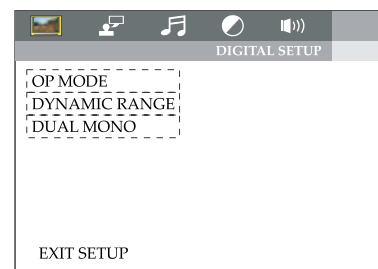 DIGITAL SETUP
OP MODE
DYNAMIC RANGE
DUAL MONO
EXIT SETUP